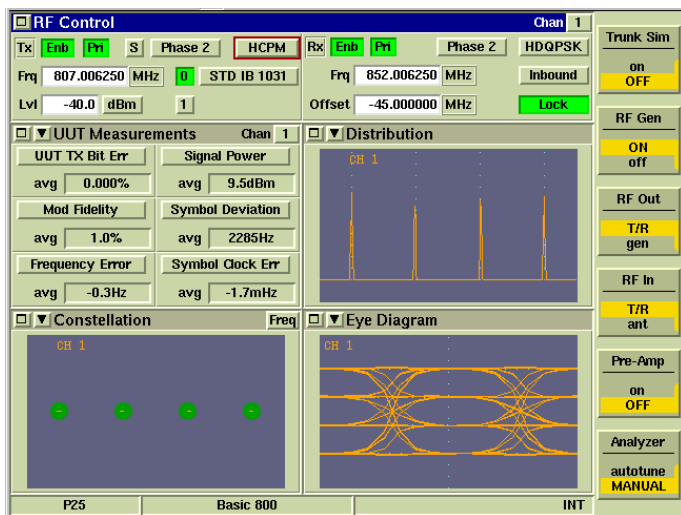 RF Control Chan 1
Tx Enb Pri S Phase 2 HCPM Rx Enb Pri Phase 2 HDQPSK
Frq 807.006250 MHz 0 STD IB 1031 Frq 852.006250 MHz Inbound
Lvl -40.0 dBm 1 Offset -45.000000 MHz Lock
UUT Measurements Chan 1
UUT TX Bit Err Signal Power
avg 0.000% avg 9.5dBm
Mod Fidelity Symbol Deviation
avg 1.0% avg 2285Hz
Frequency Error Symbol Clock Err
avg -0.3Hz avg -1.7mHz
Distribution
CH 1
Constellation Freq
CH 1
Eye Diagram
CH 1
P25 Basic 800 INT
Trunk Sim
on
OFF
RF Gen
ON
off
RF Out
T/R
gen
RF In
T/R
ant
Pre-Amp
on
OFF
Analyzer
autotune
MANUAL